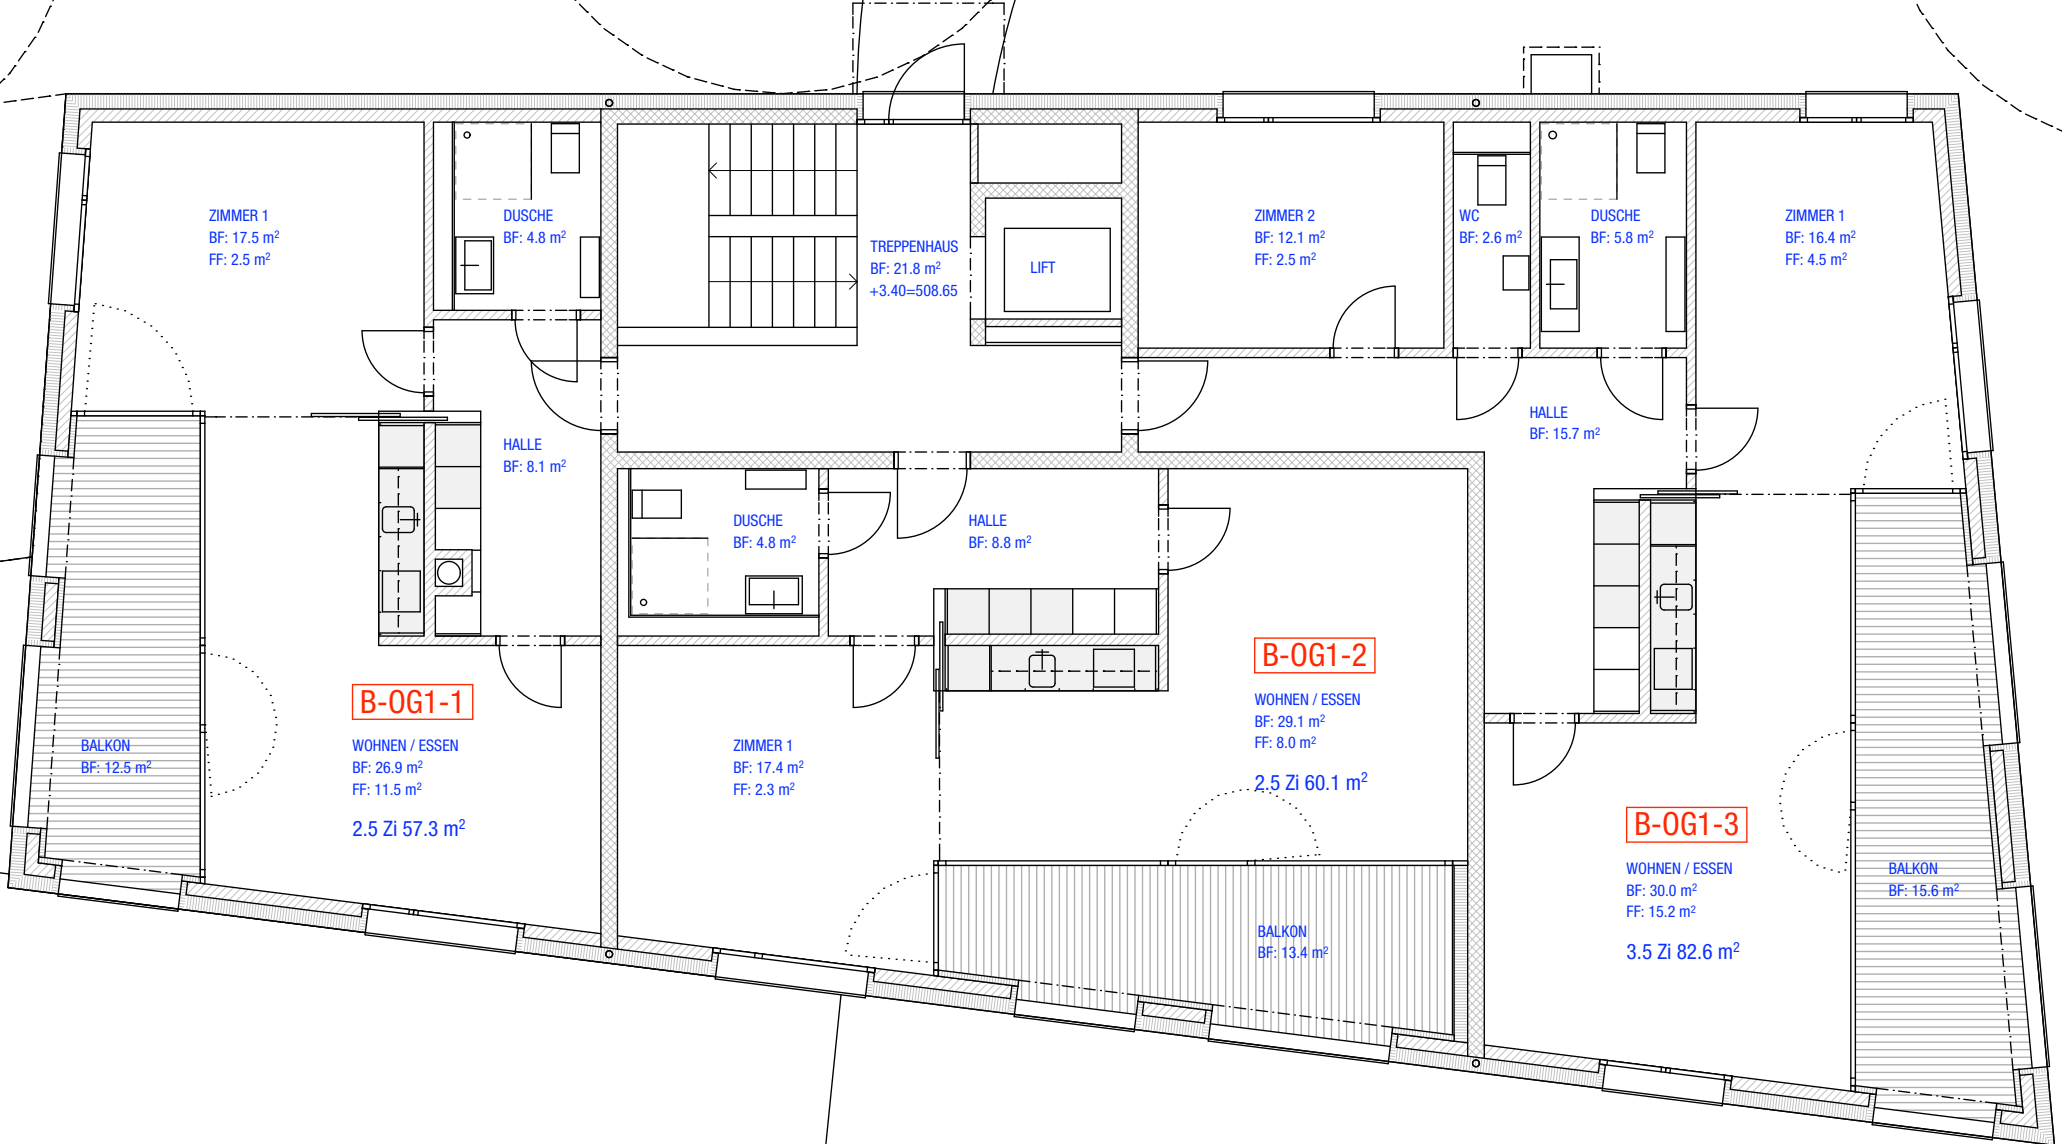 ZIMMER 1
BF: 17.5 m²
FF: 2.5 m²
DUSCHE
BF: 4.8 m²
TREPPENHAUS
BF: 21.8 m²
+3.40=508.65
LIFT
ZIMMER 2
BF: 12.1 m²
FF: 2.5 m²
WC
BF: 2.6 m²
DUSCHE
BF: 5.8 m²
ZIMMER 1
BF: 16.4 m²
FF: 4.5 m²
HALLE
BF: 8.1 m²
HALLE
BF: 15.7 m²
DUSCHE
BF: 4.8 m²
HALLE
BF: 8.8 m²
B-OG1-1
WOHNEN / ESSEN
BF: 26.9 m²
FF: 11.5 m²
2.5 Zi 57.3 m²
BALKON
BF: 12.5 m²
ZIMMER 1
BF: 17.4 m²
FF: 2.3 m²
B-OG1-2
WOHNEN / ESSEN
BF: 29.1 m²
FF: 8.0 m²
2.5 Zi 60.1 m²
BALKON
BF: 13.4 m²
B-OG1-3
WOHNEN / ESSEN
BF: 30.0 m²
FF: 15.2 m²
3.5 Zi 82.6 m²
BALKON
BF: 15.6 m²